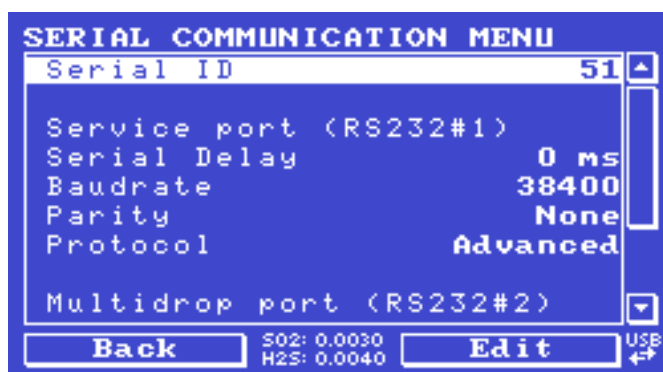 SERIAL COMMUNICATION MENU
Serial ID 51
Service port (RS232#1)
Serial Delay 0 ms
Baudrate 38400
Parity None
Protocol Advanced
Multidrop port (RS232#2)
Back SO2: 0.0030 Edit USB
H2S: 0.0040